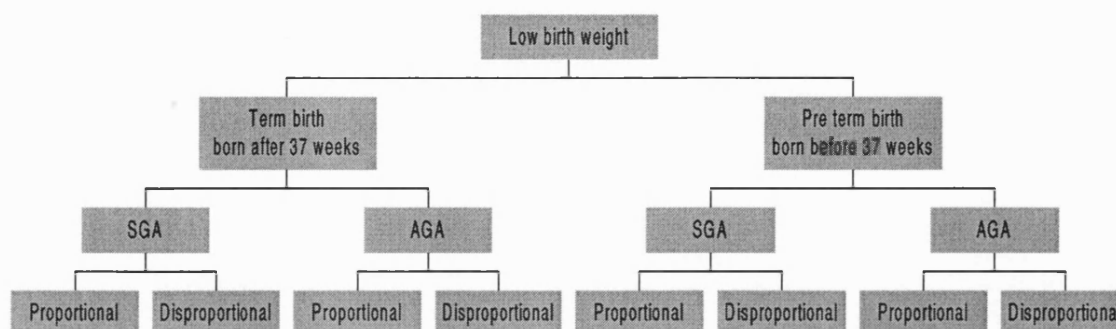 Low birth weight
Term birth
born after 37 weeks
Pre term birth
born before 37 weeks
SGA
AGA
SGA
AGA
Proportional
Disproportional
Proportional
Disproportional
Proportional
Disproportional
Proportional
Disproportional